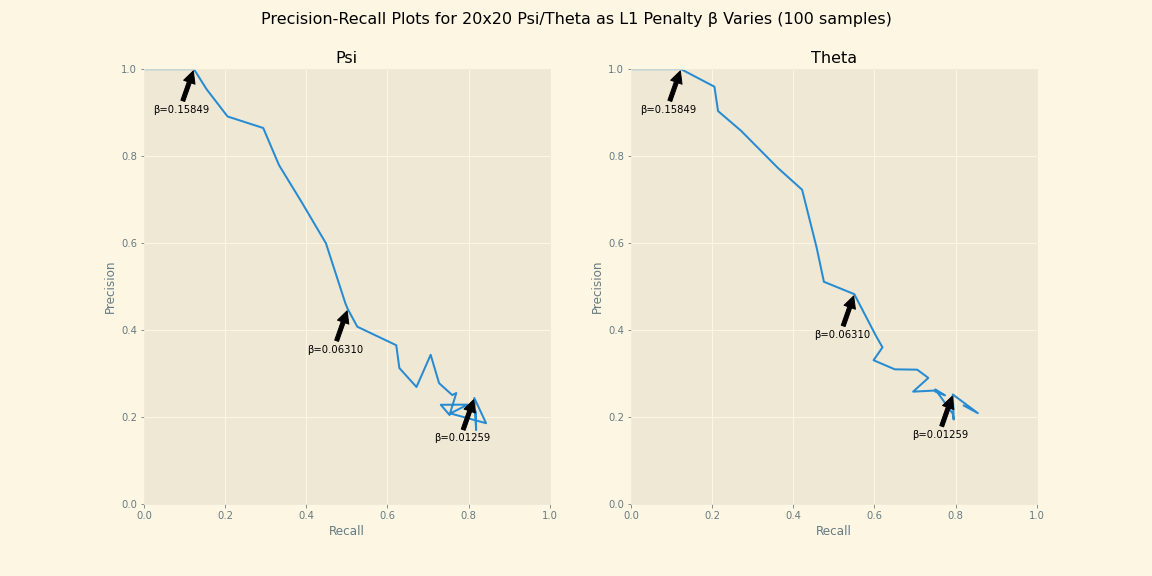 Precision-Recall Plots for 20x20 Psi/Theta as L1 Penalty β Varies (100 samples)
Psi
1.0
0.8
0.6
0.4
0.2
0.0
Precision
β=0.15849
β=0.06310
β=0.01259
0.0 0.2 0.4 0.6 0.8 1.0
Recall
Theta
1.0
0.8
0.6
0.4
0.2
0.0
Precision
β=0.15849
β=0.06310
β=0.01259
0.0 0.2 0.4 0.6 0.8 1.0
Recall